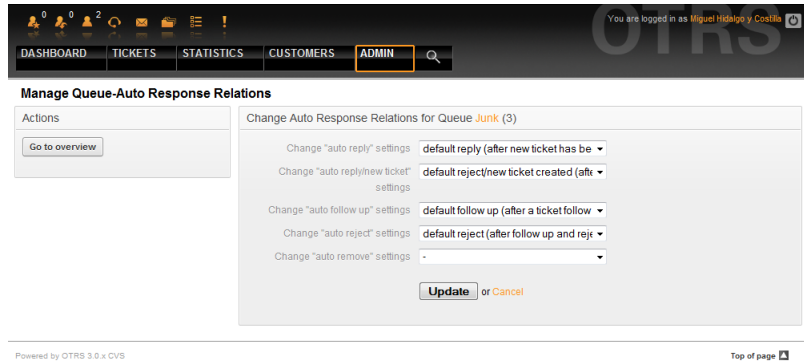 0 0 2
You are logged in as Miguel Hidalgo y Costilla
OTRS
DASHBOARD TICKETS STATISTICS CUSTOMERS ADMIN
Manage Queue-Auto Response Relations
Actions
Go to overview
Change Auto Response Relations for Queue Junk (3)
Change "auto reply" settings default reply (after new ticket has be
Change "auto reply/new ticket" settings default reject/new ticket created (afte
Change "auto follow up" settings default follow up (after a ticket follow
Change "auto reject" settings default reject (after follow up and reje
Change "auto remove" settings -
Update or Cancel
Powered by OTRS 3.0.x CVS
Top of page